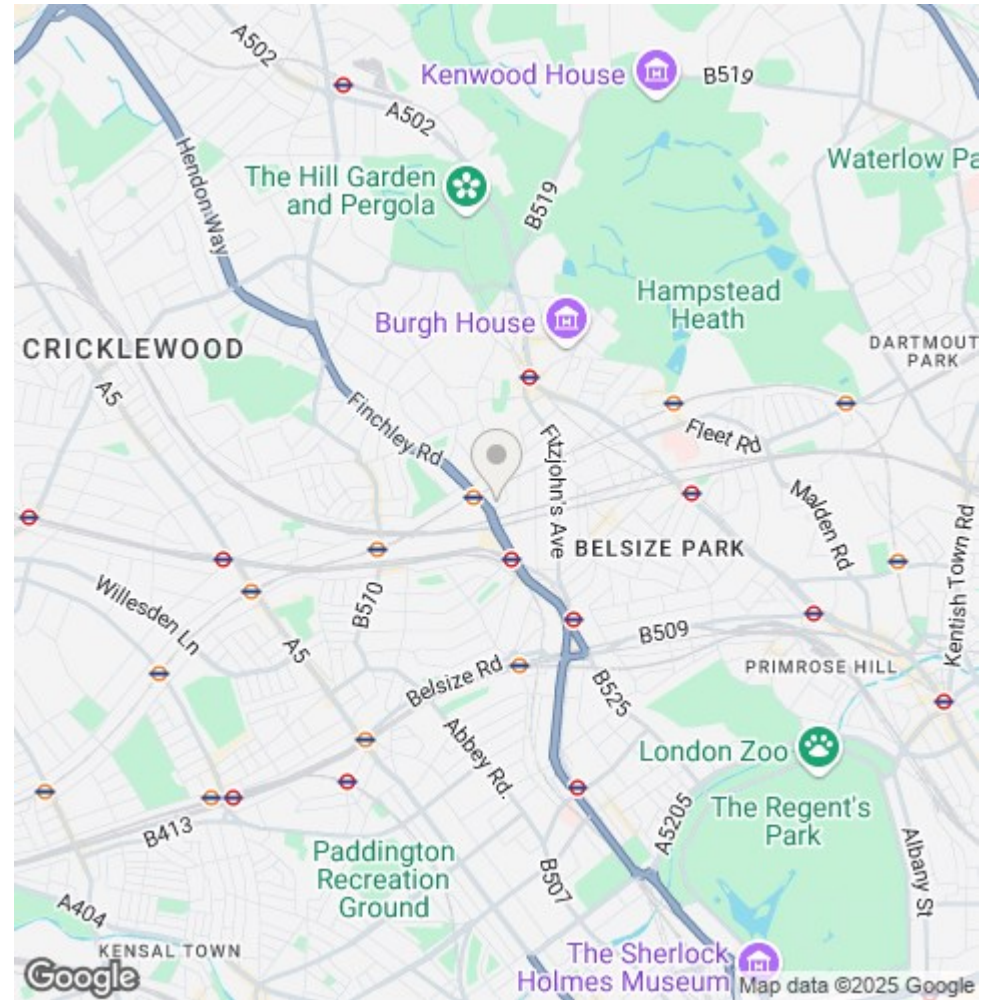 A502
Kenwood House
B519
A502
Hendon Way
The Hill Garden
and Pergola
B519
Waterlow Pa
Hampstead
Heath
Burgh House
CRICKLEWOOD
DARTMOUT
PARK
A5
Finchley Rd
Fitzjohn's Ave
Fleet Rd
Malden Rd
BELSIZE PARK
Kentish Town Rd
Willesden Ln
B510
A5
B509
PRIMROSE HILL
Belsize Rd
B525
Abbey Rd.
London Zoo
The Regent's
Park
A5205
B413
Albany St
Paddington
Recreation
Ground
B507
A404
KENSAL TOWN
The Sherlock
Holmes Museum
Google
Map data ©2025 Google